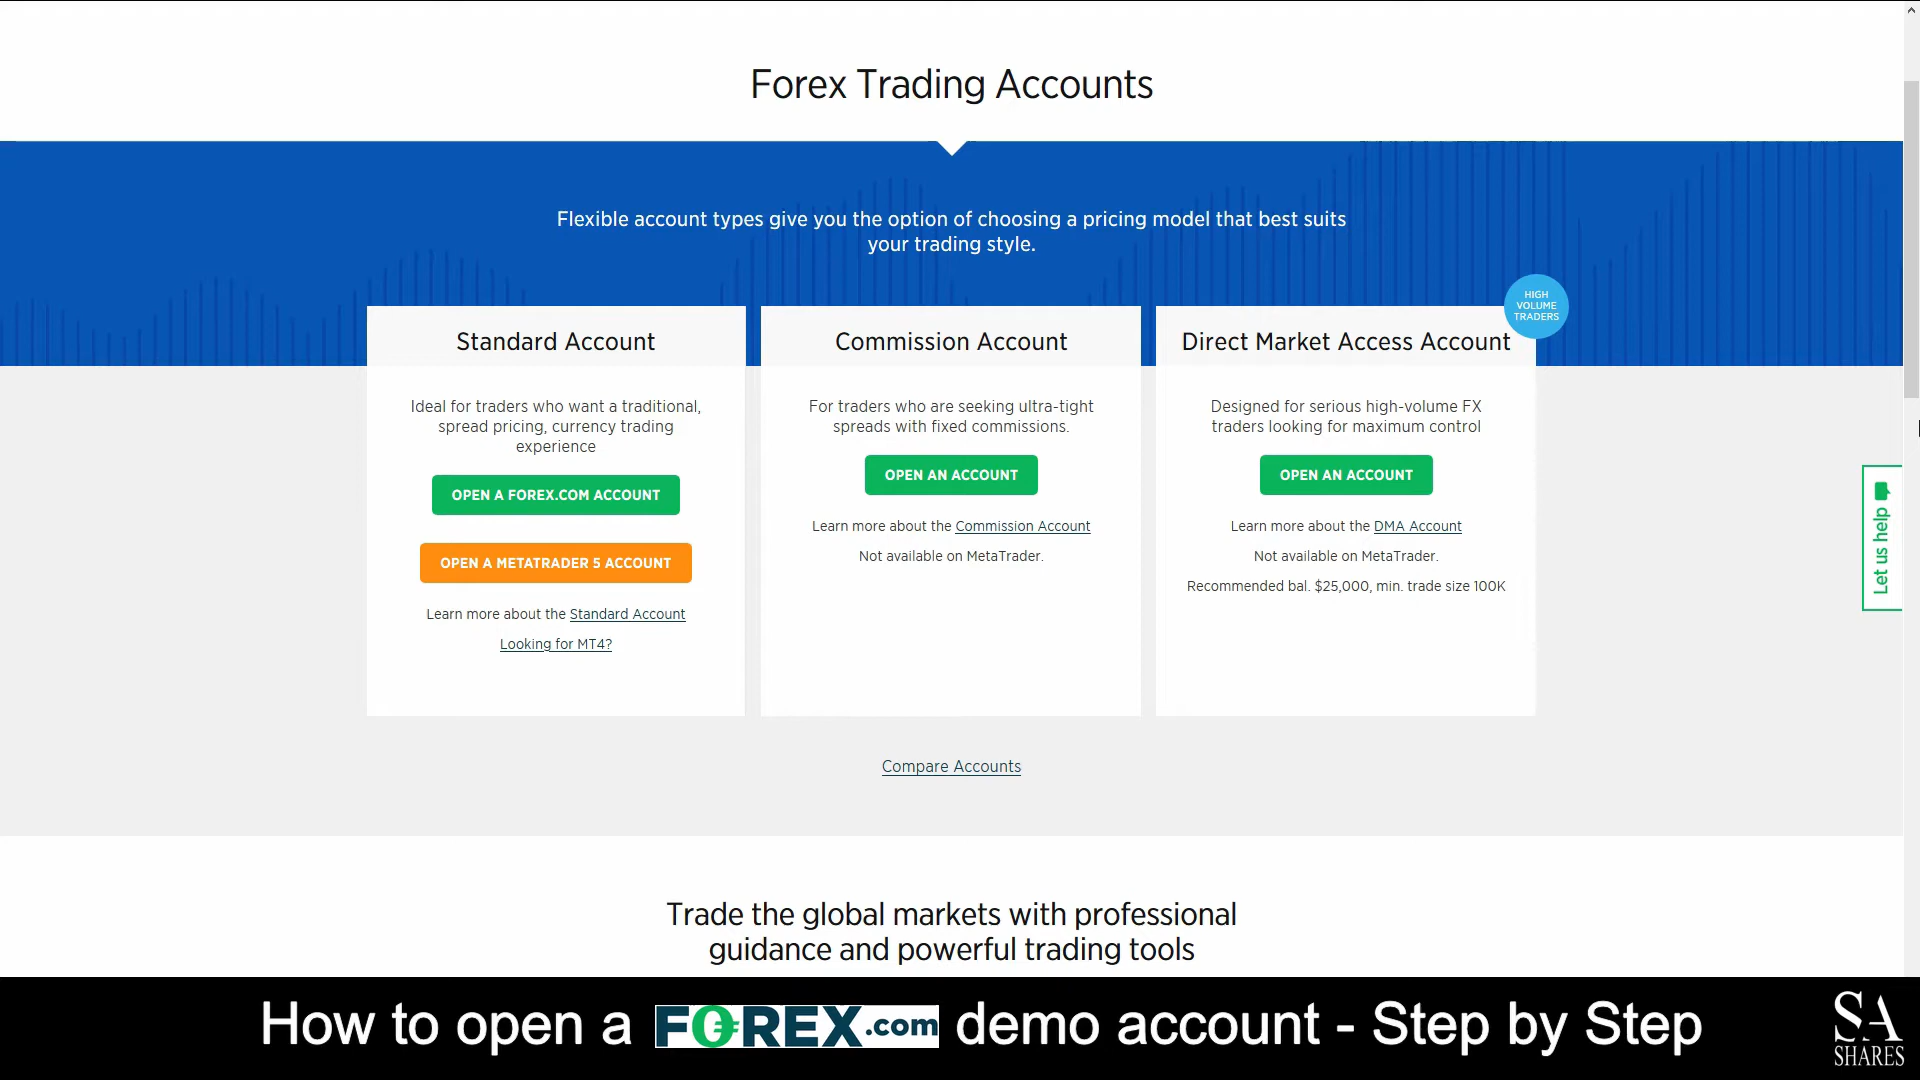 Forex Trading Accounts
Flexible account types give you the option of choosing a pricing model that best suits
your trading style.
HIGH
VOLUME
TRADERS
Standard Account
Ideal for traders who want a traditional,
spread pricing, currency trading
experience
OPEN A FOREX.COM ACCOUNT
OPEN A METATRADER 5 ACCOUNT
Learn more about the Standard Account
Looking for MT4?
Commission Account
For traders who are seeking ultra-tight
spreads with fixed commissions.
OPEN AN ACCOUNT
Learn more about the Commission Account
Not available on MetaTrader.
Direct Market Access Account
Designed for serious high-volume FX
traders looking for maximum control
OPEN AN ACCOUNT
Learn more about the DMA Account
Not available on MetaTrader.
Recommended bal. $25,000, min. trade size 100K
Let us help
Compare Accounts
Trade the global markets with professional
guidance and powerful trading tools
How to open a FOREX.com demo account - Step by Step
SA
SHARES